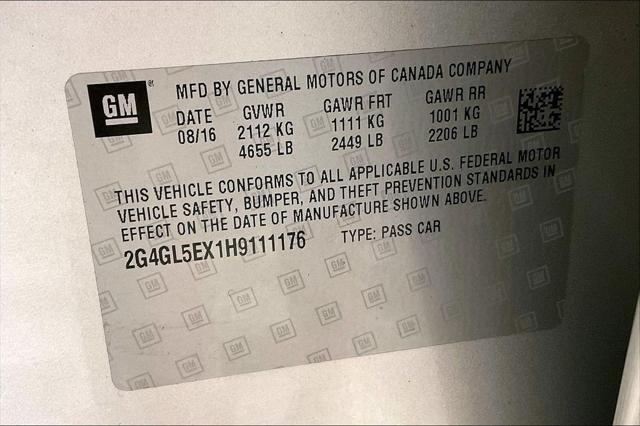 GM
MFD BY GENERAL MOTORS OF CANADA COMPANY
DATE GVWR GAWR FRT GAWR RR
08/16 2112 KG 1111 KG 1001 KG
4655 LB 2449 LB 2206 LB
THIS VEHICLE CONFORMS TO ALL APPLICABLE U.S. FEDERAL MOTOR
VEHICLE SAFETY, BUMPER, AND THEFT PREVENTION STANDARDS IN
EFFECT ON THE DATE OF MANUFACTURE SHOWN ABOVE.
2G4GL5EX1H9111176 TYPE: PASS CAR